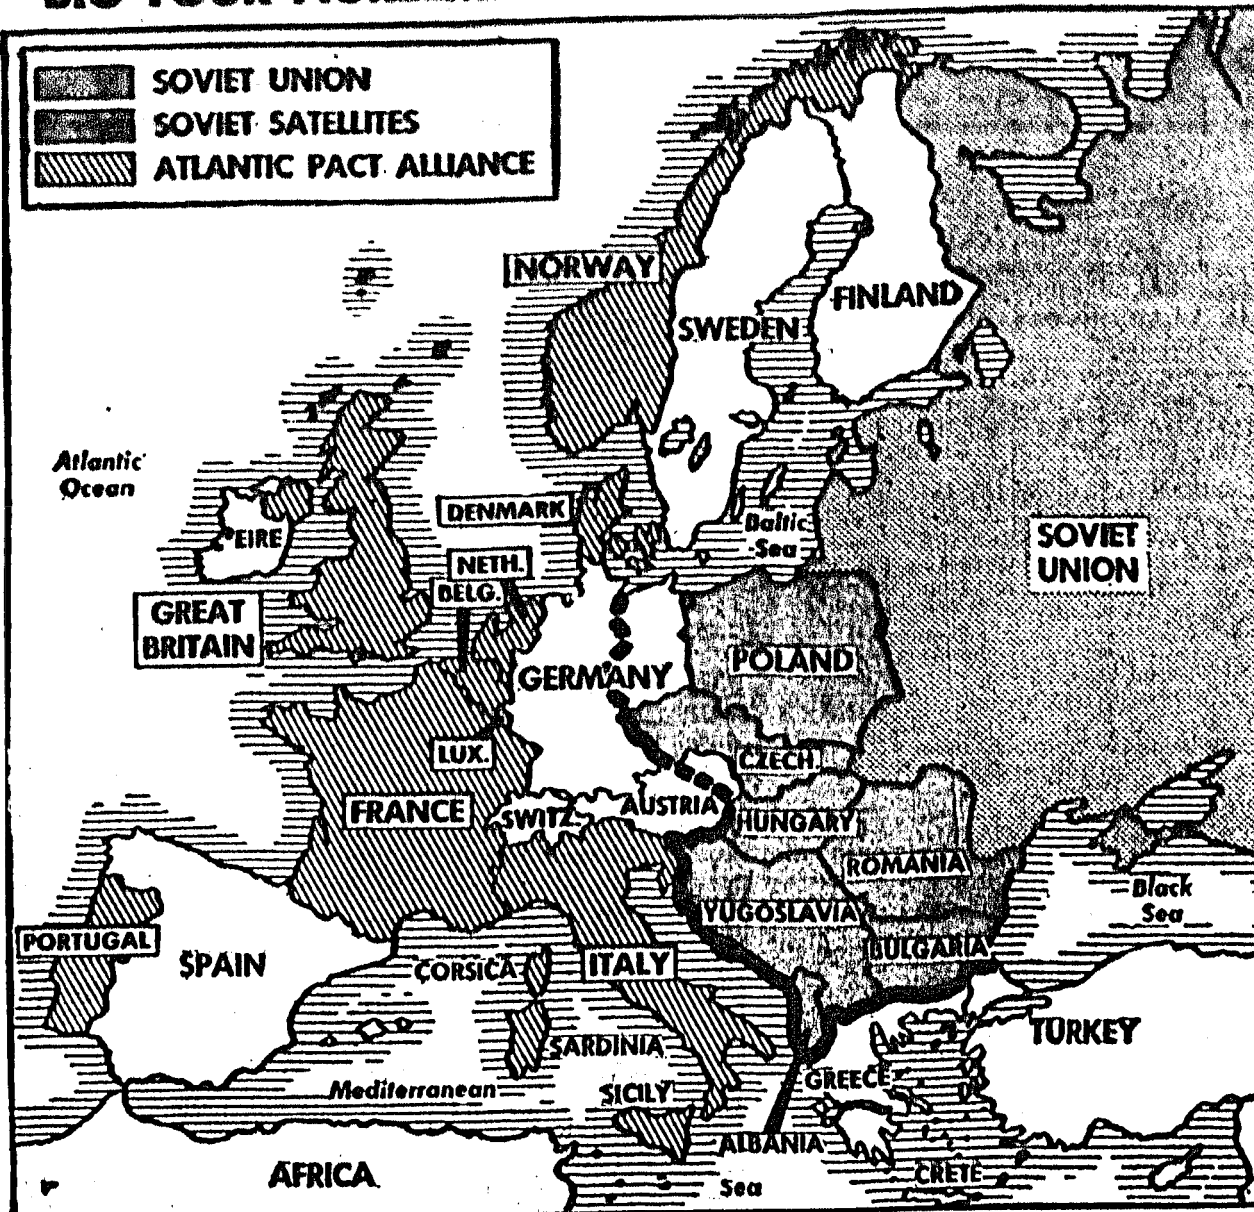 SOVIET UNION
SOVIET SATELLITES
ATLANTIC PACT ALLIANCE
NORWAY
FINLAND
SWEDEN
Atlantic
Ocean
DENMARK
Baltic
Sea
EIRE
SOVIET
UNION
NETH.
BELG.
GREAT
BRITAIN
GERMANY
POLAND
LUX.
CZECH.
FRANCE
SWITZ.
AUSTRIA
HUNGARY
ROMANIA
Black
Sea
YUGOSLAVIA
PORTUGAL
SPAIN
CORSICA
ITALY
BULGARIA
TURKEY
SARDINIA
Mediterranean
SICILY
GREECE
ALBANIA
AFRICA
Sea
CRETE